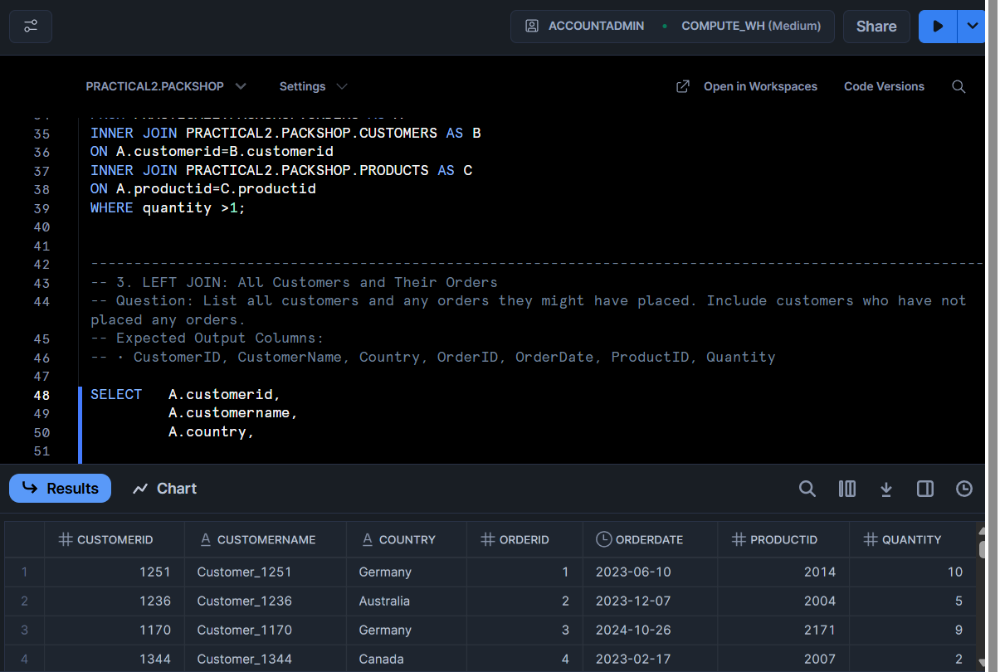 ACCOUNTADMIN • COMPUTE_WH (Medium) Share
PRACTICAL2.PACKSHOP Settings Open in Workspaces Code Versions
35 INNER JOIN PRACTICAL2.PACKSHOP.CUSTOMERS AS B
36 ON A.customerid=B.customerid
37 INNER JOIN PRACTICAL2.PACKSHOP.PRODUCTS AS C
38 ON A.productid=C.productid
39 WHERE quantity >1;
40
41
42 --------------------------------------------------------------------------------------------------------
43 -- 3. LEFT JOIN: All Customers and Their Orders
44 -- Question: List all customers and any orders they might have placed. Include customers who have not
placed any orders.
45 -- Expected Output Columns:
46 -- · CustomerID, CustomerName, Country, OrderID, OrderDate, ProductID, Quantity
47
48 SELECT A.customerid,
49 A.customername,
50 A.country,
51
Results Chart
CUSTOMERID CUSTOMERNAME COUNTRY ORDERID ORDERDATE PRODUCTID QUANTITY
1 1251 Customer_1251 Germany 1 2023-06-10 2014 10
2 1236 Customer_1236 Australia 2 2023-12-07 2004 5
3 1170 Customer_1170 Germany 3 2024-10-26 2171 9
4 1344 Customer_1344 Canada 4 2023-02-17 2007 2